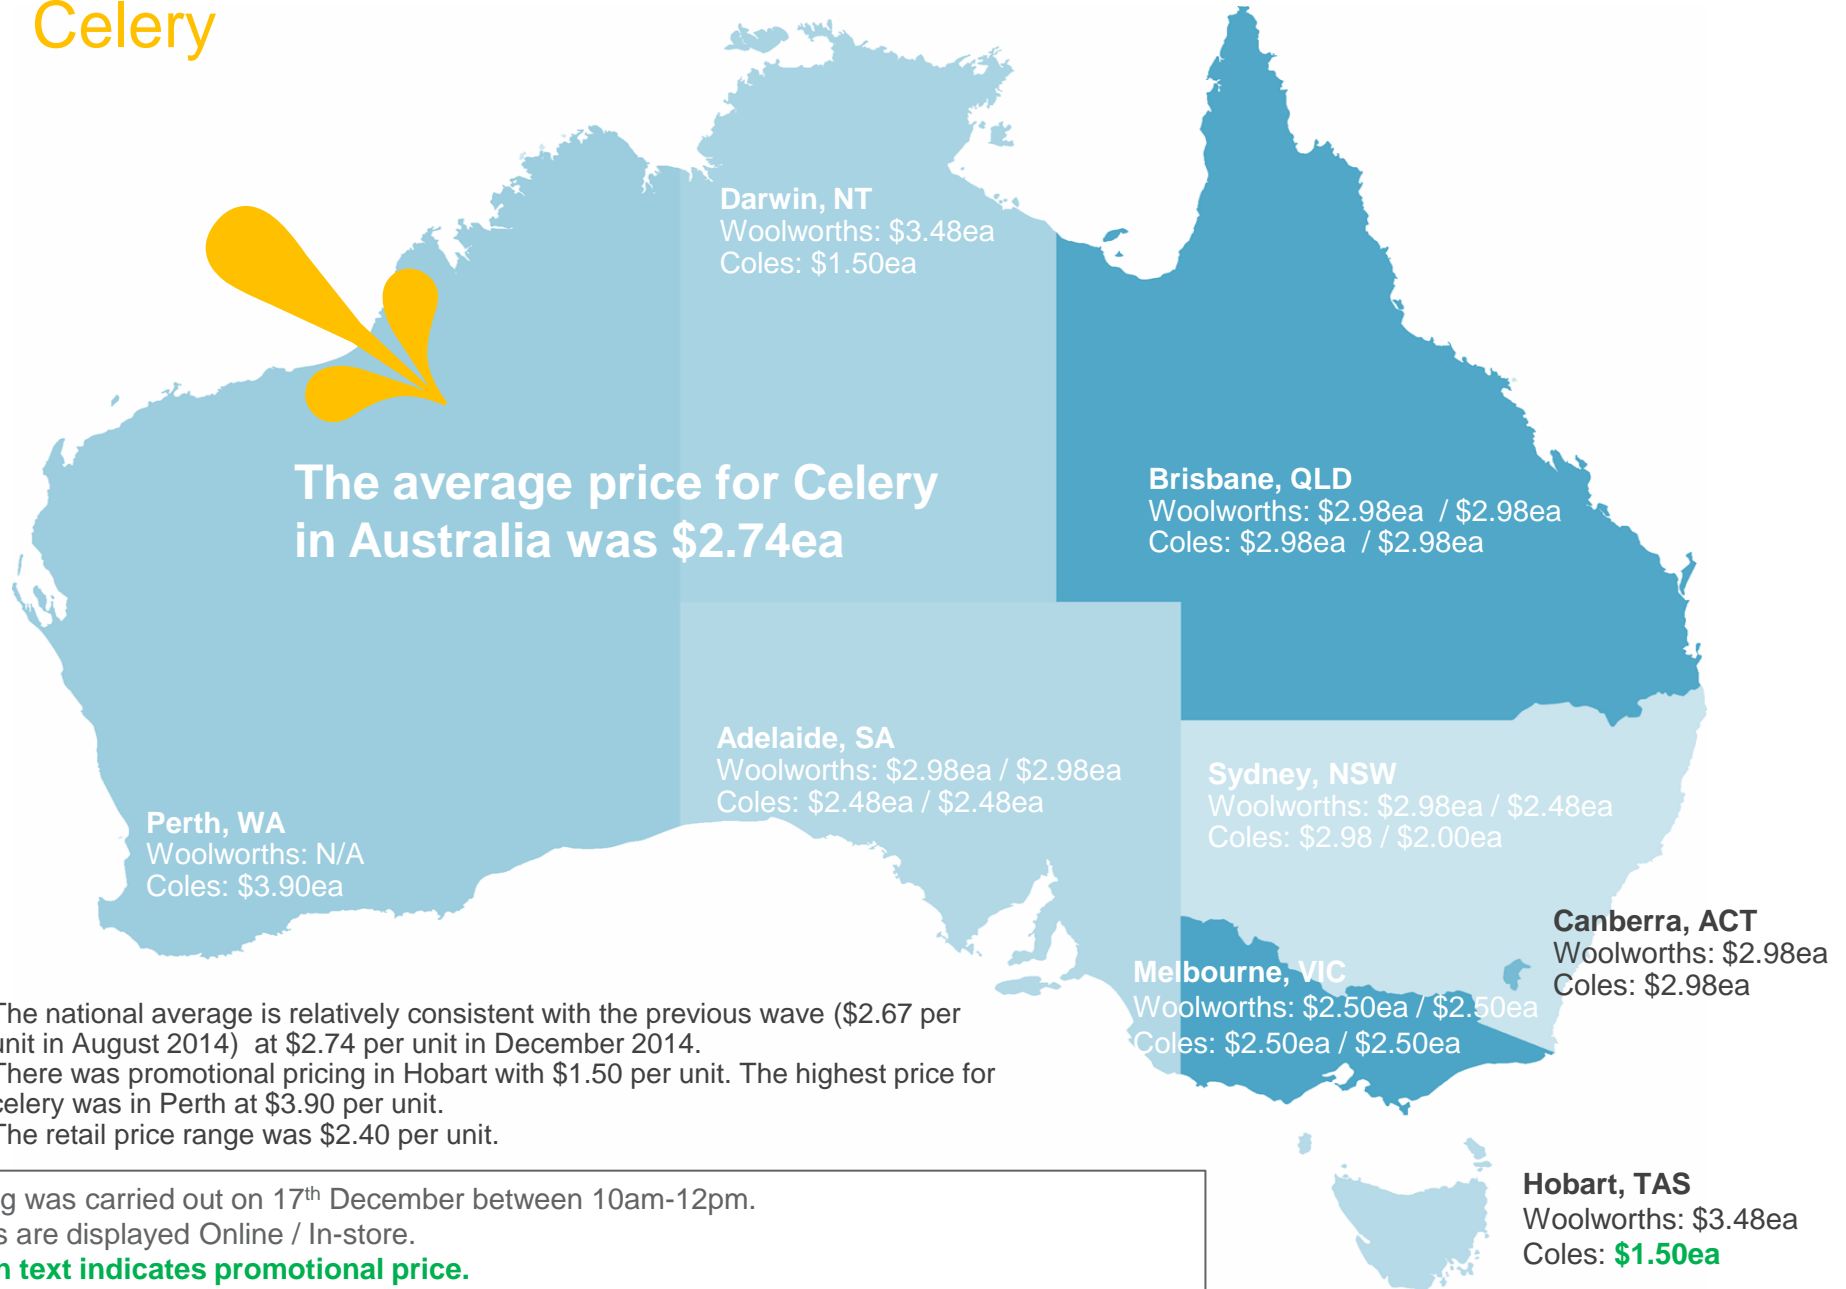 Celery
Darwin, NT
Woolworths: $3.48ea
Coles: $1.50ea
The average price for Celery
in Australia was $2.74ea
Brisbane, QLD
Woolworths: $2.98ea / $2.98ea
Coles: $2.98ea / $2.98ea
Adelaide, SA
Woolworths: $2.98ea / $2.98ea
Coles: $2.48ea / $2.48ea
Sydney, NSW
Woolworths: $2.98ea / $2.48ea
Coles: $2.98 / $2.00ea
Perth, WA
Woolworths: N/A
Coles: $3.90ea
Canberra, ACT
Woolworths: $2.98ea
Coles: $2.98ea
Melbourne, VIC
Woolworths: $2.50ea / $2.50ea
Coles: $2.50ea / $2.50ea
The national average is relatively consistent with the previous wave ($2.67 per
unit in August 2014) at $2.74 per unit in December 2014.
There was promotional pricing in Hobart with $1.50 per unit. The highest price for
celery was in Perth at $3.90 per unit.
The retail price range was $2.40 per unit.
g was carried out on 17th December between 10am-12pm.
s are displayed Online / In-store.
n text indicates promotional price.
Hobart, TAS
Woolworths: $3.48ea
Coles: $1.50ea